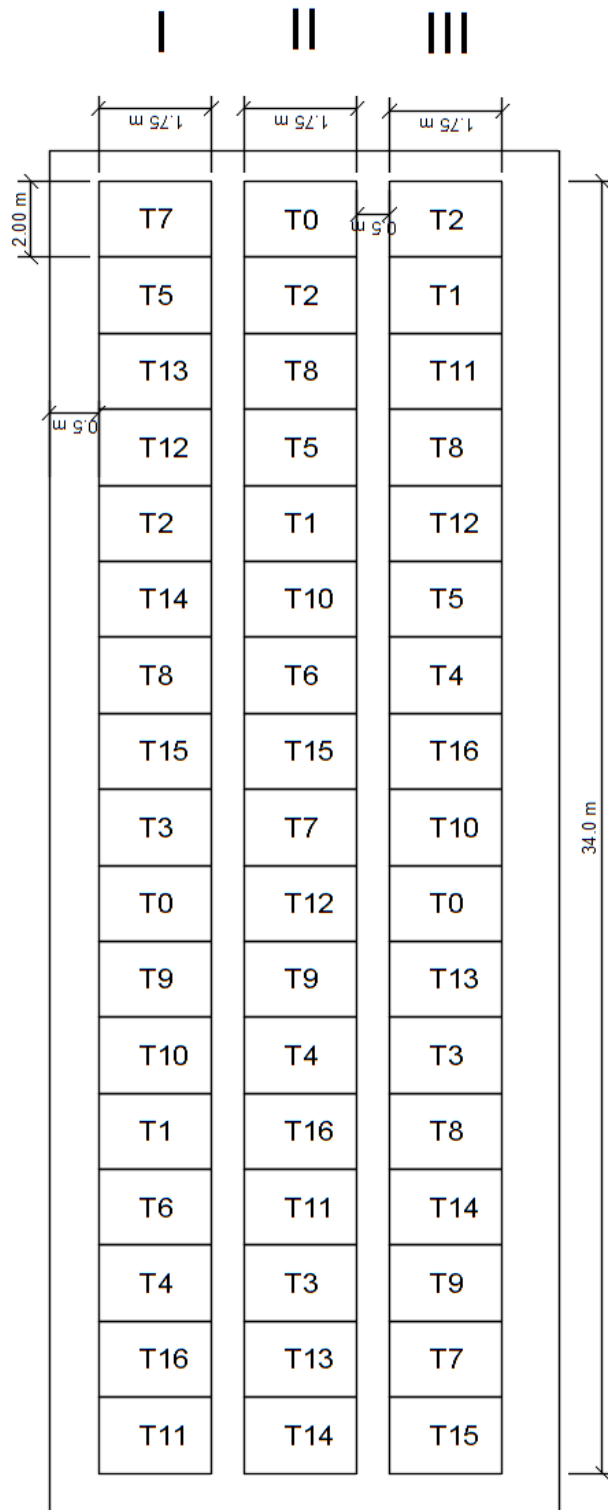 I II III
1.75 m 1.75 m 1.75 m
2.00 m
T7 T0 T2
0.5 m
T5 T2 T1
T13 T8 T11
0.5 m
T12 T5 T8
T2 T1 T12
T14 T10 T5
T8 T6 T4
T15 T15 T16
T3 T7 T10
34.0 m
T0 T12 T0
T9 T9 T13
T10 T4 T3
T1 T16 T8
T6 T11 T14
T4 T3 T9
T16 T13 T7
T11 T14 T15